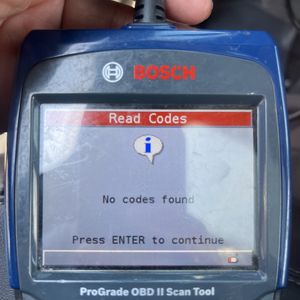 BOSCH
Read Codes
i
No codes found
Press ENTER to continue
ProGrade OBD II Scan Tool